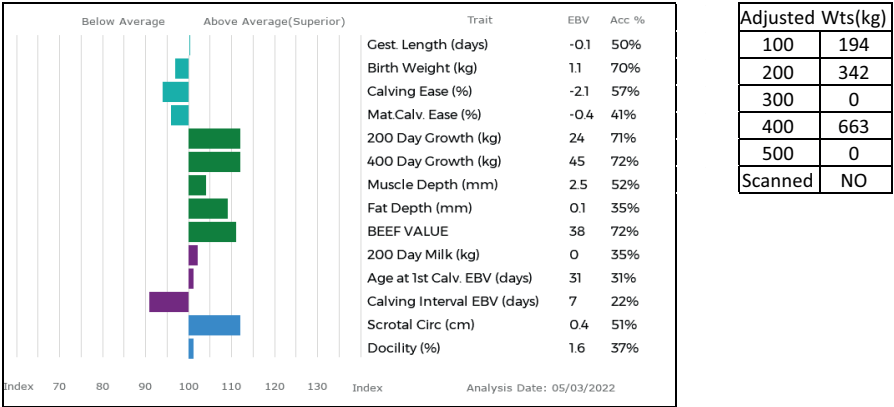 Below Average Above Average(Superior) Trait EBV Acc %
Gest. Length (days) -0.1 50%
Birth Weight (kg) 1.1 70%
Calving Ease (%) -2.1 57%
Mat.Calv. Ease (%) -0.4 41%
200 Day Growth (kg) 24 71%
400 Day Growth (kg) 45 72%
Muscle Depth (mm) 2.5 52%
Fat Depth (mm) 0.1 35%
BEEF VALUE 38 72%
200 Day Milk (kg) 0 35%
Age at 1st Calv. EBV (days) 31 31%
Calving Interval EBV (days) 7 22%
Scrotal Circ (cm) 0.4 51%
Docility (%) 1.6 37%
Index 70 80 90 100 110 120 130 Index Analysis Date: 05/03/2022
Adjusted Wts(kg)
100 194
200 342
300 0
400 663
500 0
Scanned NO